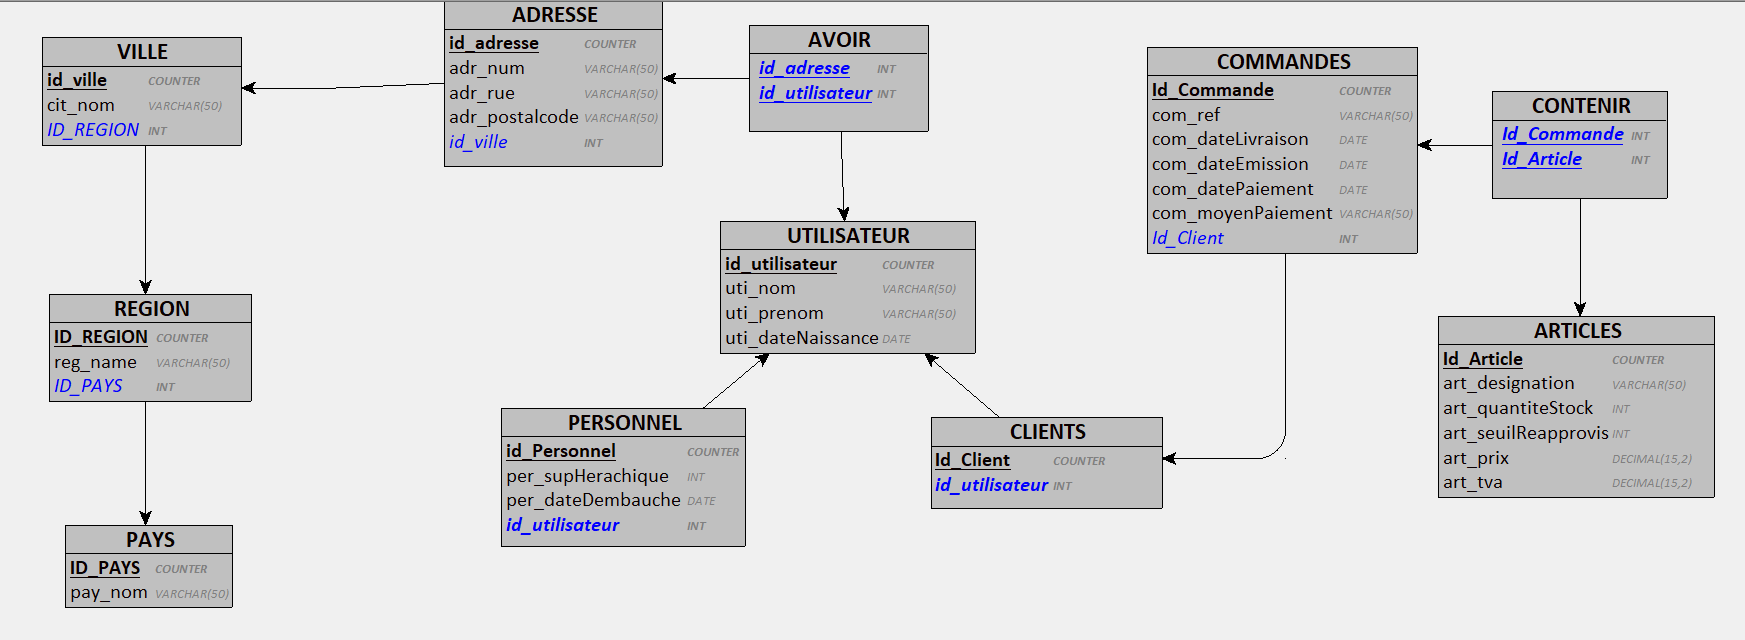 VILLE
id_ville COUNTER
cit_nom VARCHAR(50)
ID_REGION INT
ADRESSE
id_adresse COUNTER
adr_num VARCHAR(50)
adr_rue VARCHAR(50)
adr_postalcode VARCHAR(50)
id_ville INT
AVOIR
id_adresse INT
id_utilisateur INT
COMMANDES
Id_Commande COUNTER
com_ref VARCHAR(50)
com_dateLivraison DATE
com_dateEmission DATE
com_datePaiement DATE
com_moyenPaiement VARCHAR(50)
Id_Client INT
CONTENIR
Id_Commande INT
Id_Article INT
UTILISATEUR
id_utilisateur COUNTER
uti_nom VARCHAR(50)
uti_prenom VARCHAR(50)
uti_dateNaissance DATE
REGION
ID_REGION COUNTER
reg_name VARCHAR(50)
ID_PAYS INT
ARTICLES
Id_Article COUNTER
art_designation VARCHAR(50)
art_quantiteStock INT
art_seuilReapprovis INT
art_prix DECIMAL(15,2)
art_tva DECIMAL(15,2)
PERSONNEL
id_Personnel COUNTER
per_supHerachique INT
per_dateDembauche DATE
id_utilisateur INT
CLIENTS
Id_Client COUNTER
id_utilisateur INT
PAYS
ID_PAYS COUNTER
pay_nom VARCHAR(50)